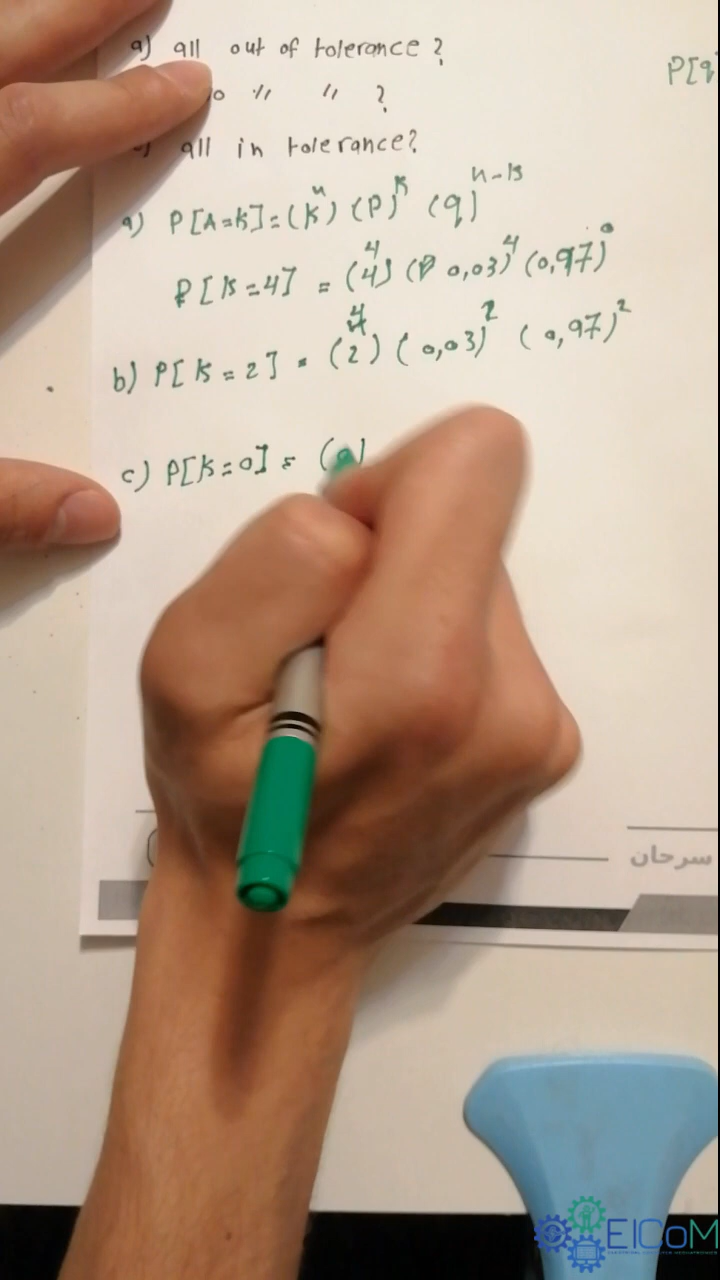 a) all out of tolerance?
P[q
" " ?
all in tolerance?
a) P[A=k]=(n k) (P)^k (q)^n-k
P[k=4] = (4 4) (0,03)^4 (0,97)^0
b) P[k=2] = (4 2) (0,03)^2 (0,97)^2
c) P[k=0] = (0)
سرحان
EICoM